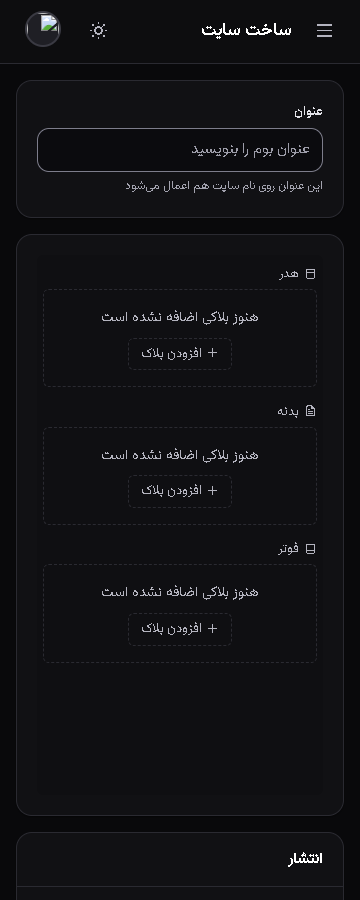 ساخت سایت
عنوان
عنوان بوم را بنویسید
این عنوان روی نام سایت هم اعمال می‌شود
هدر
هنوز بلاکی اضافه نشده است
+ افزودن بلاک
بدنه
هنوز بلاکی اضافه نشده است
+ افزودن بلاک
فوتر
هنوز بلاکی اضافه نشده است
+ افزودن بلاک
انتشار